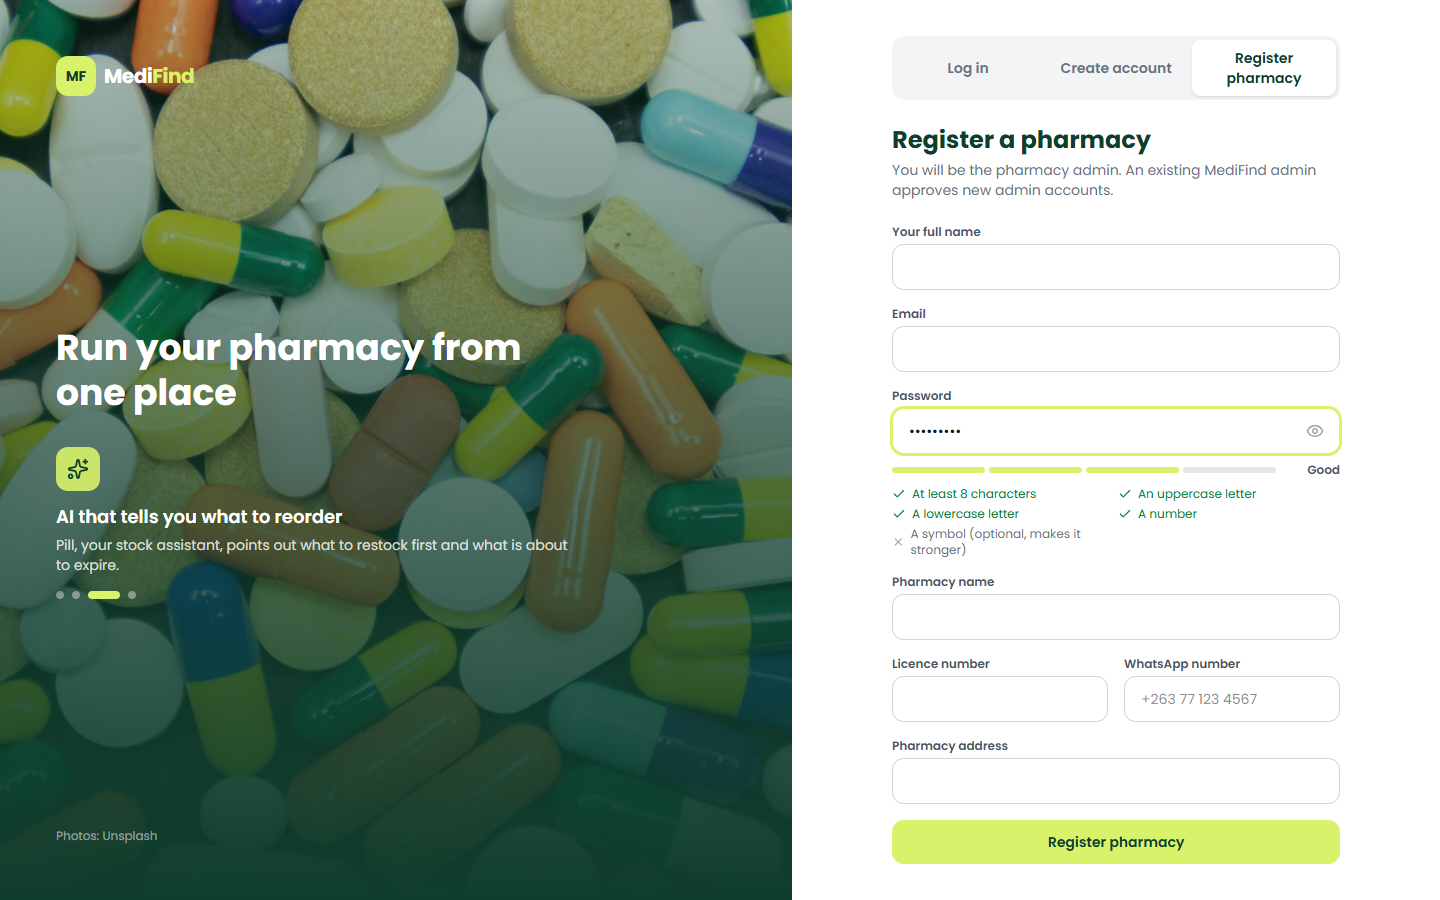 MF
MediFind
Run your pharmacy from
one place
AI that tells you what to reorder
Pill, your stock assistant, points out what to restock first and what is about
to expire.
Photos: Unsplash
Log in
Create account
Register
pharmacy
Register a pharmacy
You will be the pharmacy admin. An existing MediFind admin
approves new admin accounts.
Your full name
Email
Password
•••••••••
Good
At least 8 characters
An uppercase letter
A lowercase letter
A number
A symbol (optional, makes it
stronger)
Pharmacy name
Licence number
WhatsApp number
+263 77 123 4567
Pharmacy address
Register pharmacy